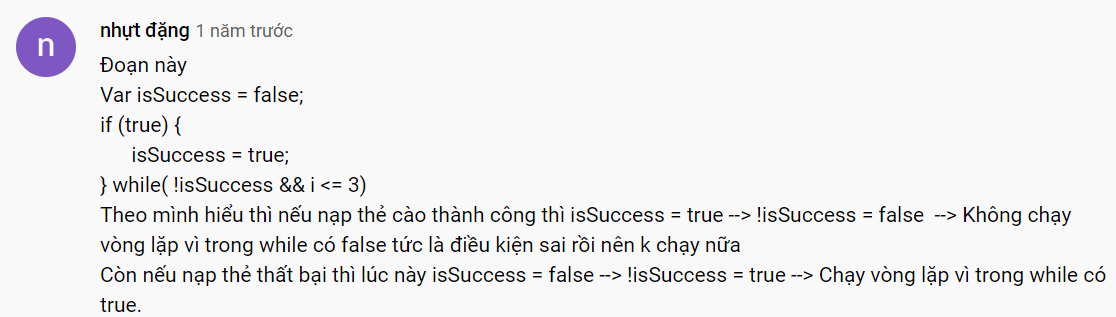 n
nhựt đặng 1 năm trước
Đoạn này
Var isSuccess = false;
if (true) {
isSuccess = true;
} while( !isSuccess && i <= 3)
Theo mình hiểu thì nếu nạp thẻ cào thành công thì isSuccess = true --> !isSuccess = false --> Không chạy
vòng lặp vì trong while có false tức là điều kiện sai rồi nên k chạy nữa
Còn nếu nạp thẻ thất bại thì lúc này isSuccess = false --> !isSuccess = true --> Chạy vòng lặp vì trong while có
true.